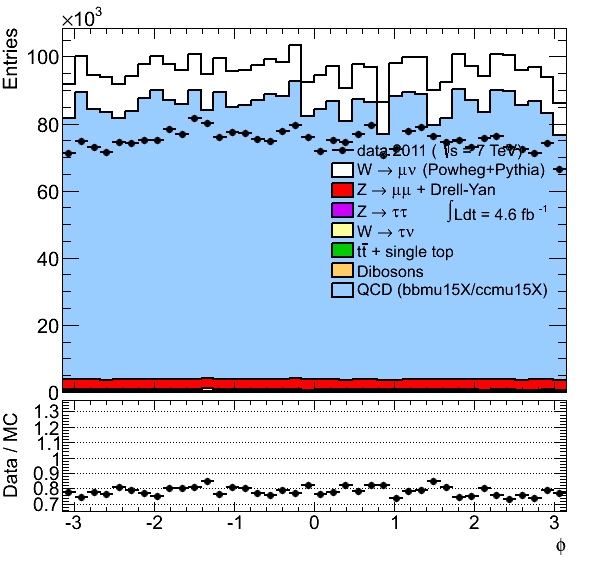 ×10³
Entries
100
80
60
40
20
0
data 2011 ( √s = 7 TeV)
W → μν (Powheg+Pythia)
Z → μμ + Drell-Yan
Z → ττ
∫Ldt = 4.6 fb⁻¹
W → τν
tt̄ + single top
Dibosons
QCD (bbmu15X/ccmu15X)
Data / MC
1.3
1.2
1.1
1
0.9
0.8
0.7
-3 -2 -1 0 1 2 3
ϕ